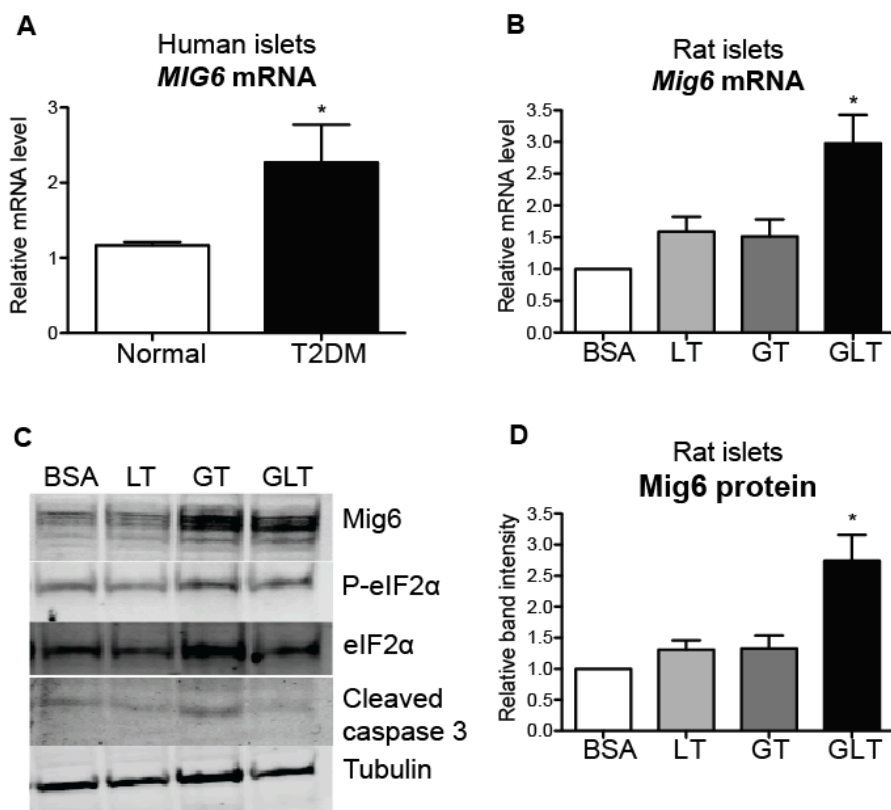 A
Human islets
MIG6 mRNA
Relative mRNA level
3
2
1
0
*
Normal T2DM
B
Rat islets
Mig6 mRNA
Relative mRNA level
3.5
3.0
2.5
2.0
1.5
1.0
0.5
0.0
*
BSA LT GT GLT
C
BSA LT GT GLT
Mig6
P-eIF2α
eIF2α
Cleaved
caspase 3
Tubulin
D
Rat islets
Mig6 protein
Relative band intensity
3.5
3.0
2.5
2.0
1.5
1.0
0.5
0.0
*
BSA LT GT GLT